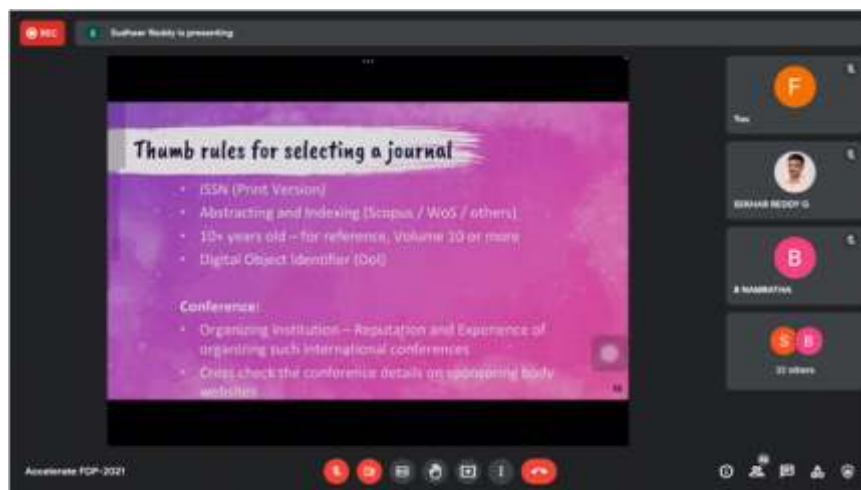 REC
Sudheer Reddy is presenting
Thumb rules for selecting a journal
• ISSN (Print Version)
• Abstracting and Indexing (Scopus / WoS / others)
• 10+ years old – for reference, Volume 10 or more
• Digital Object Identifier (DoI)
Conference:
• Organizing Institution – Reputation and Experience of
organizing such international conferences
• Cross check the conference details on sponsoring body
websites
F
You
SEKHAR REDDY G
B
B NAMRATHA
S B
Accelerate FDP-2021